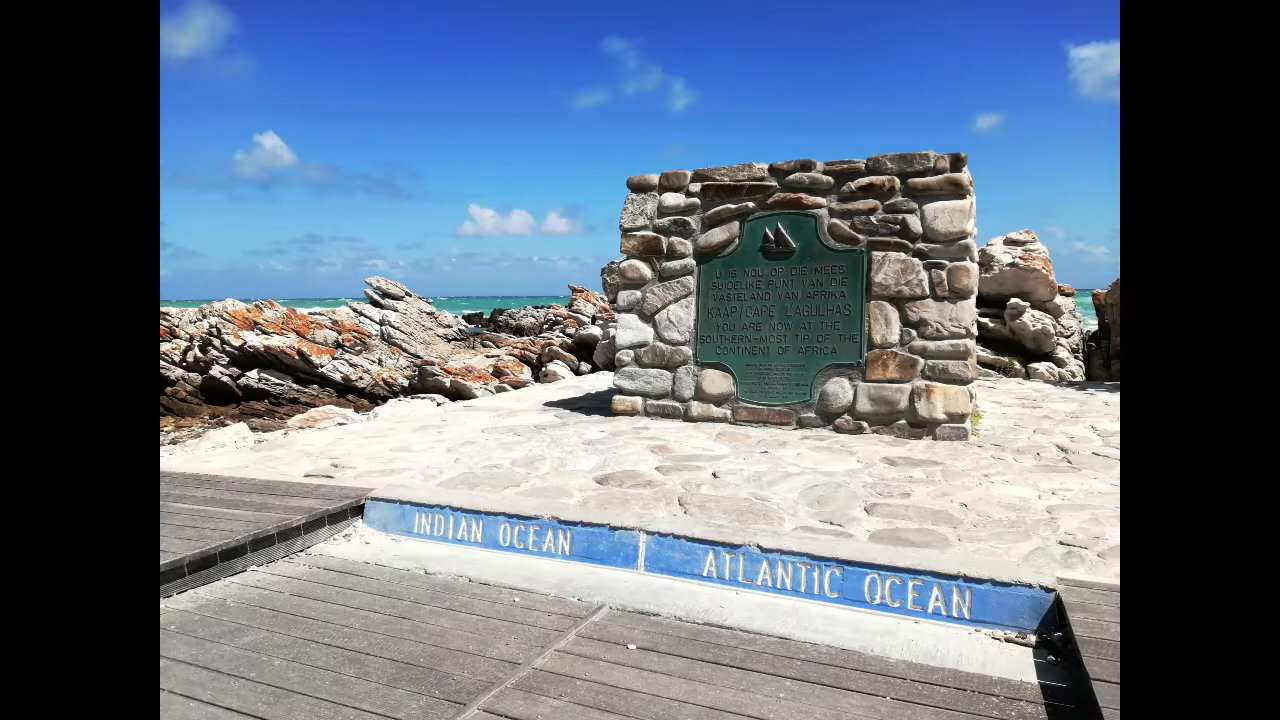 U IS NOU OP DIE MEES
SUIDELIKE PUNT VAN DIE
VASTELAND VAN AFRIKA
KAAP/CAPE L'AGULHAS
YOU ARE NOW AT THE
SOUTHERN-MOST TIP OF THE
CONTINENT OF AFRICA
INDIAN OCEAN
ATLANTIC OCEAN